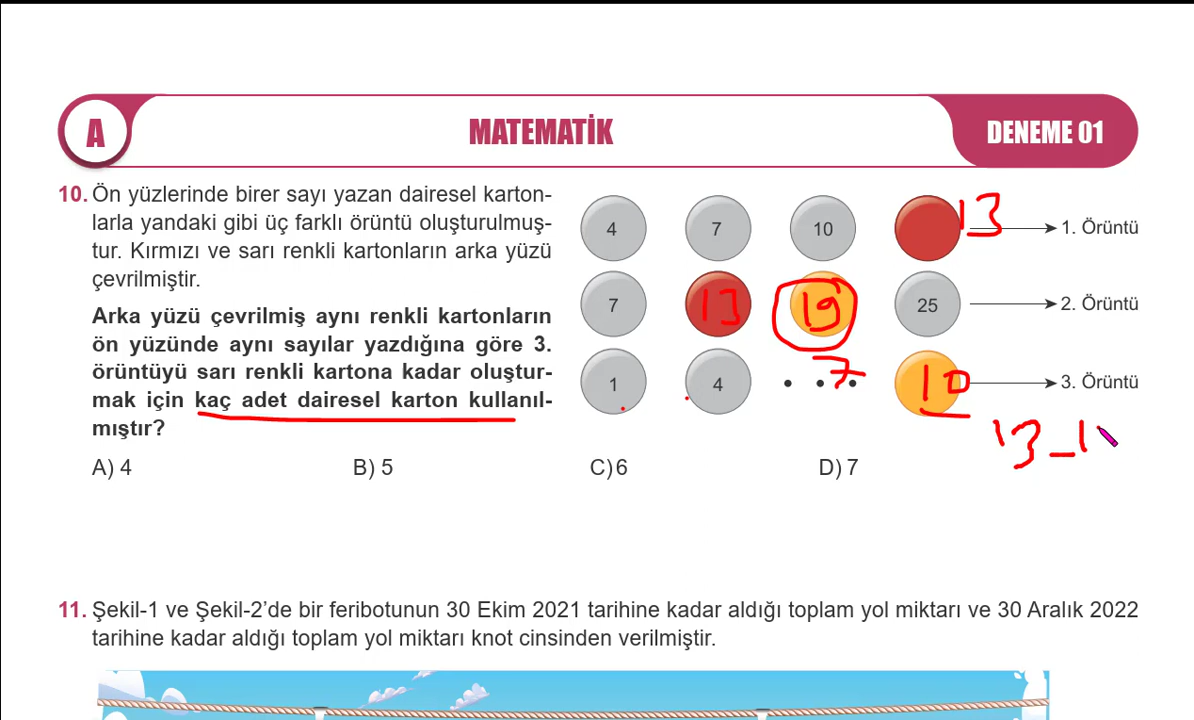 A
MATEMATİK
DENEME 01
10. Ön yüzlerinde birer sayı yazan dairesel karton-
larla yandaki gibi üç farklı örüntü oluşturulmuş-
tur. Kırmızı ve sarı renkli kartonların arka yüzü
çevrilmiştir.
Arka yüzü çevrilmiş aynı renkli kartonların
ön yüzünde aynı sayılar yazdığına göre 3.
örüntüyü sarı renkli kartona kadar oluştur-
mak için kaç adet dairesel karton kullanıl-
mıştır?
4 7 10 13 1. Örüntü
7 13 19 25 2. Örüntü
1 4 • • • 7 10 3. Örüntü
13 _ 1
A) 4 B) 5 C) 6 D) 7
11. Şekil-1 ve Şekil-2’de bir feribotunun 30 Ekim 2021 tarihine kadar aldığı toplam yol miktarı ve 30 Aralık 2022
tarihine kadar aldığı toplam yol miktarı knot cinsinden verilmiştir.